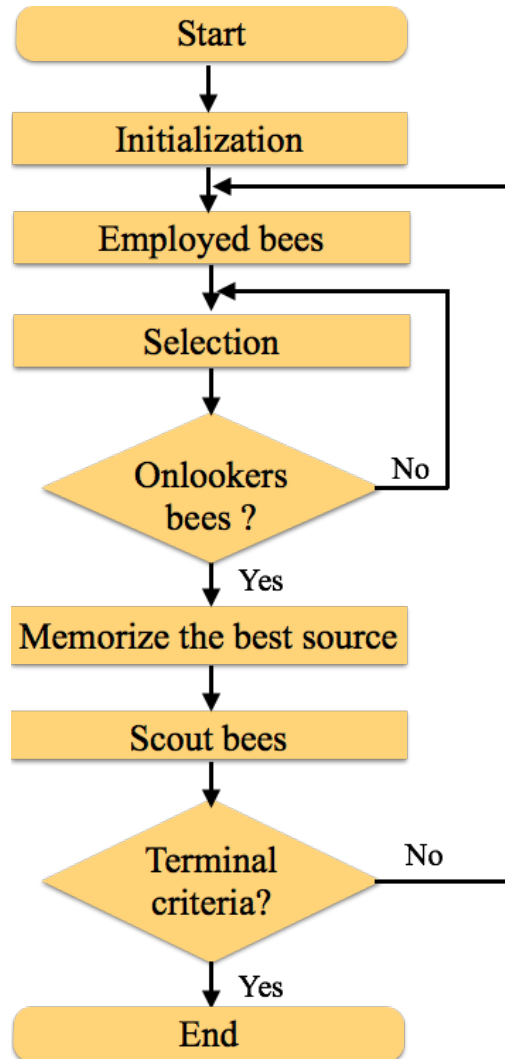 Start
Initialization
Employed bees
Selection
Onlookers
bees ?
No
Yes
Memorize the best source
Scout bees
Terminal
criteria?
No
Yes
End